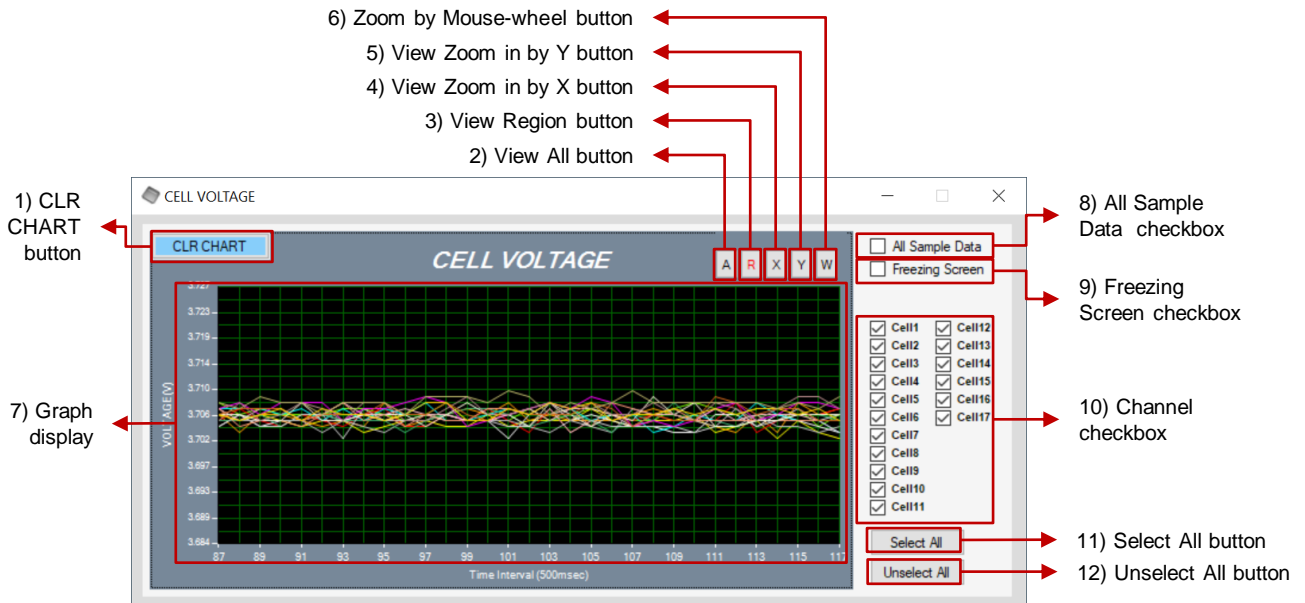 6) Zoom by Mouse-wheel button
5) View Zoom in by Y button
4) View Zoom in by X button
3) View Region button
2) View All button
1) CLR
CHART
button
CELL VOLTAGE
8) All Sample
Data checkbox
CLR CHART
CELL VOLTAGE
A R X Y W
All Sample Data
Freezing Screen
9) Freezing
Screen checkbox
3.727
3.723
3.719
3.714
3.710
3.706
3.702
3.697
3.693
3.689
3.684
VOLTAGE(V)
7) Graph
display
87 89 91 93 95 97 99 101 103 105 107 109 111 113 115 117
Time Interval (500msec)
Cell1 Cell12
Cell2 Cell13
Cell3 Cell14
Cell4 Cell15
Cell5 Cell16
Cell6 Cell17
Cell7
Cell8
Cell9
Cell10
Cell11
10) Channel
checkbox
Select All
11) Select All button
Unselect All
12) Unselect All button